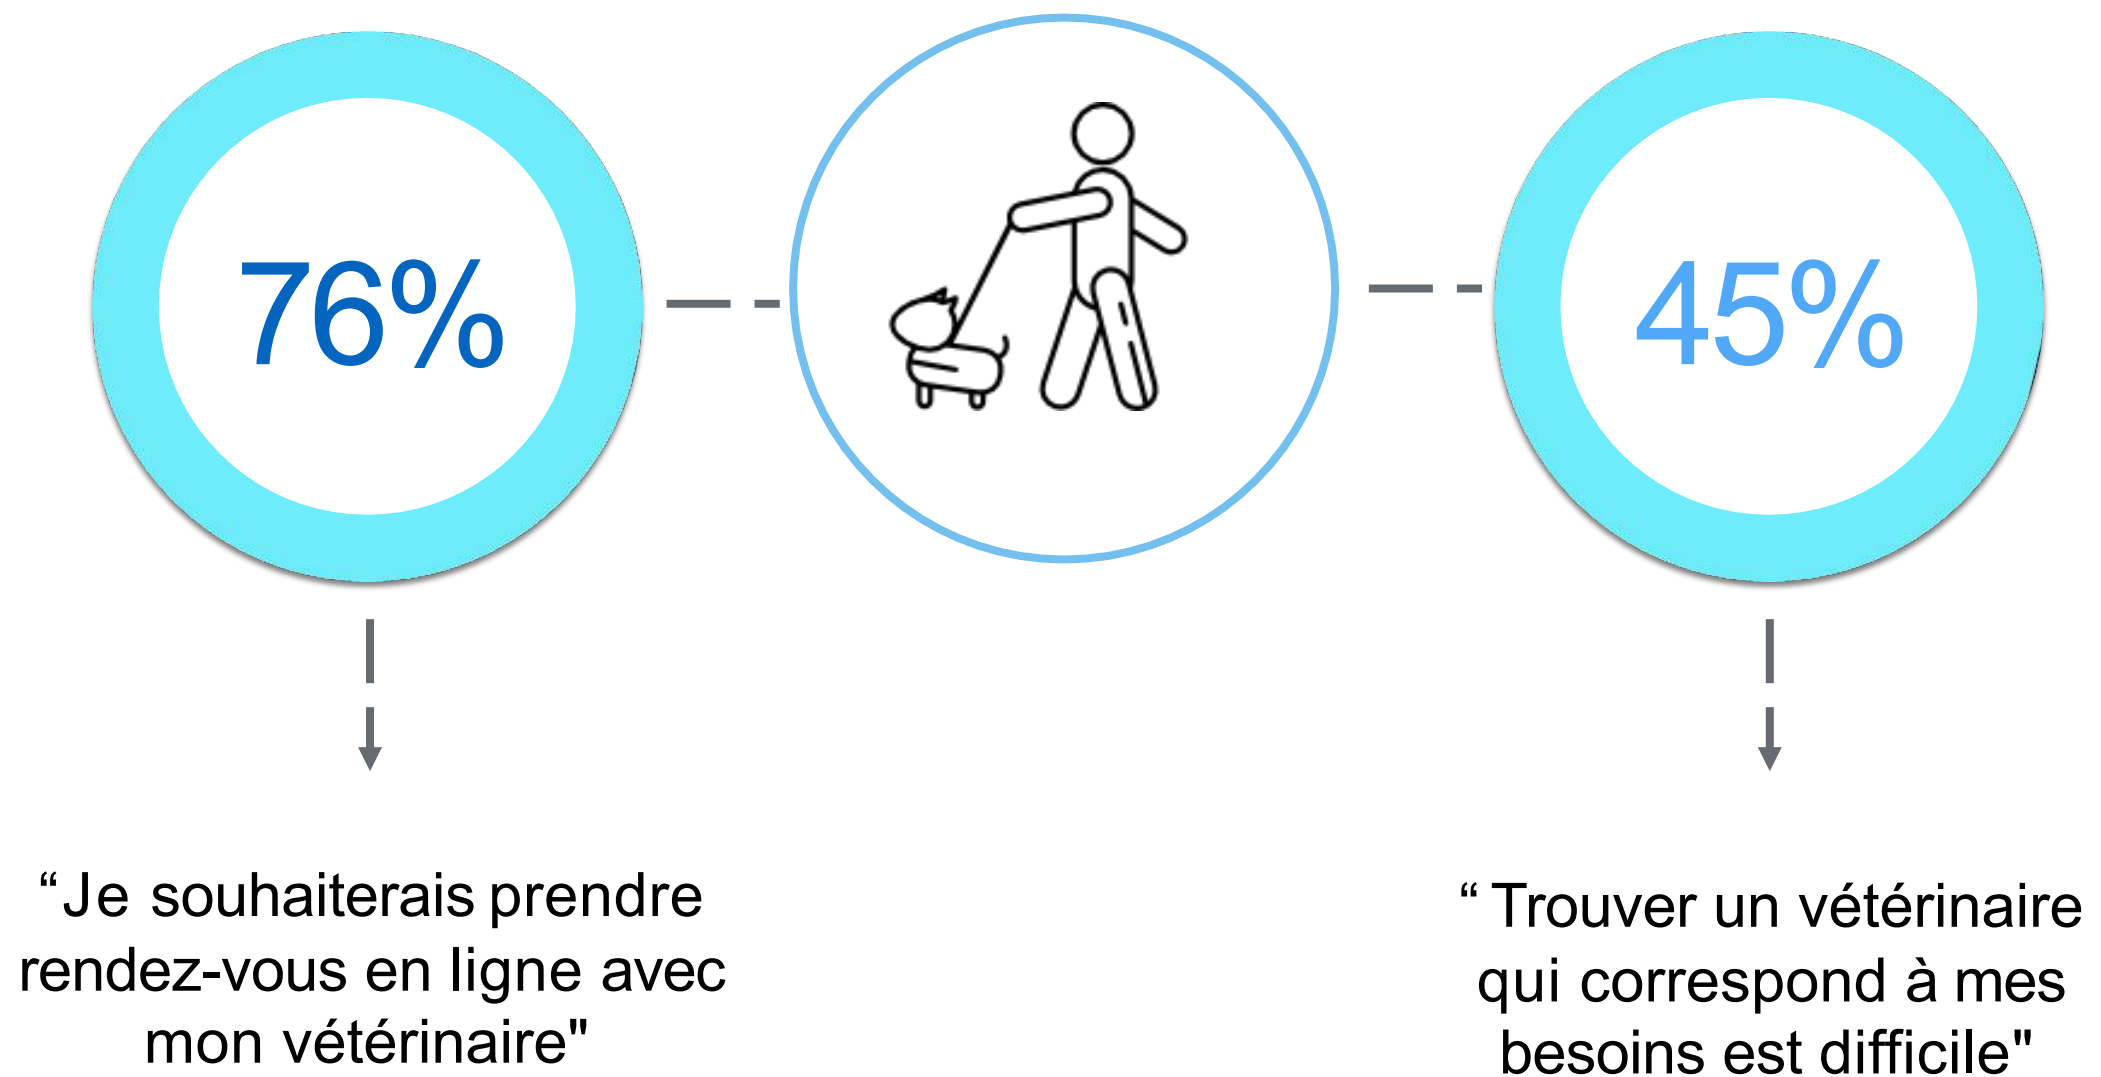 76%
45%
“Je souhaiterais prendre
rendez-vous en ligne avec
mon vétérinaire"
“ Trouver un vétérinaire
qui correspond à mes
besoins est difficile"